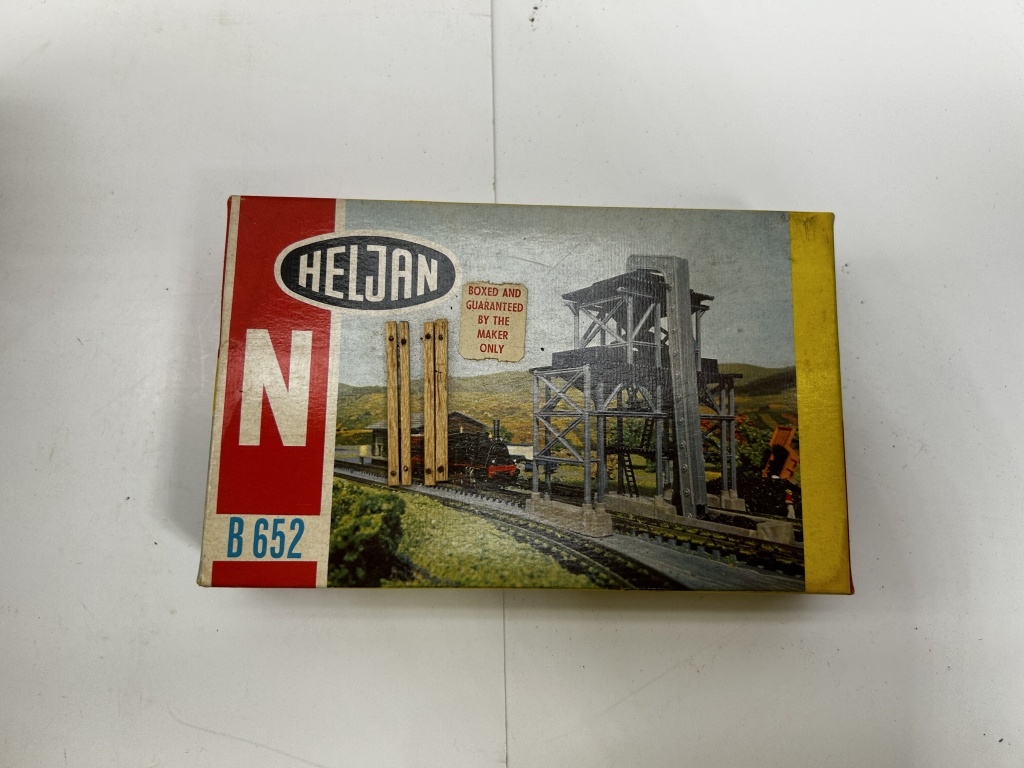 HELJAN
BOXED AND
GUARANTEED
BY THE
MAKER
ONLY
N
B 652